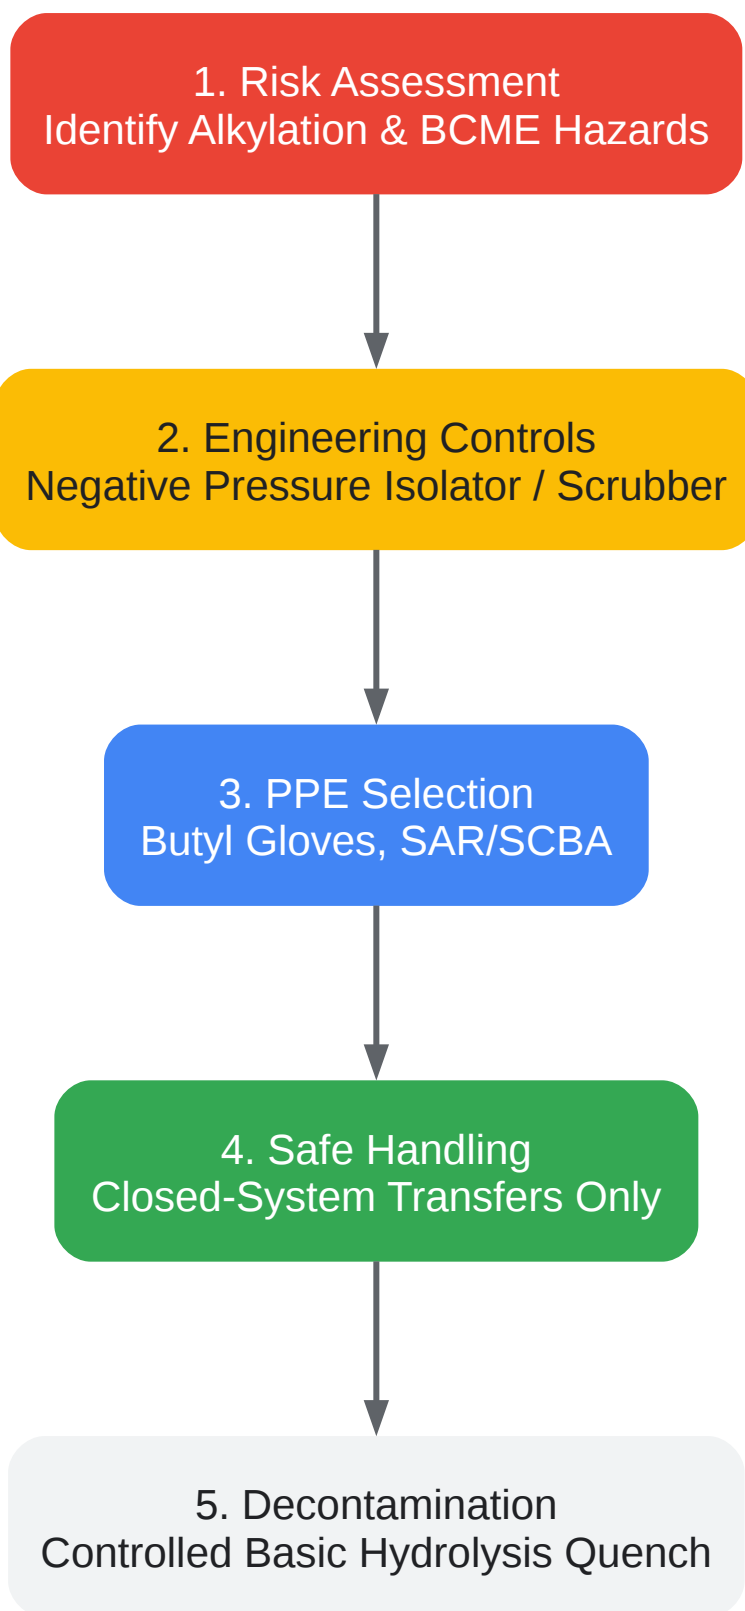 1. Risk Assessment
Identify Alkylation & BCME Hazards
2. Engineering Controls
Negative Pressure Isolator / Scrubber
3. PPE Selection
Butyl Gloves, SAR/SCBA
4. Safe Handling
Closed-System Transfers Only
5. Decontamination
Controlled Basic Hydrolysis Quench